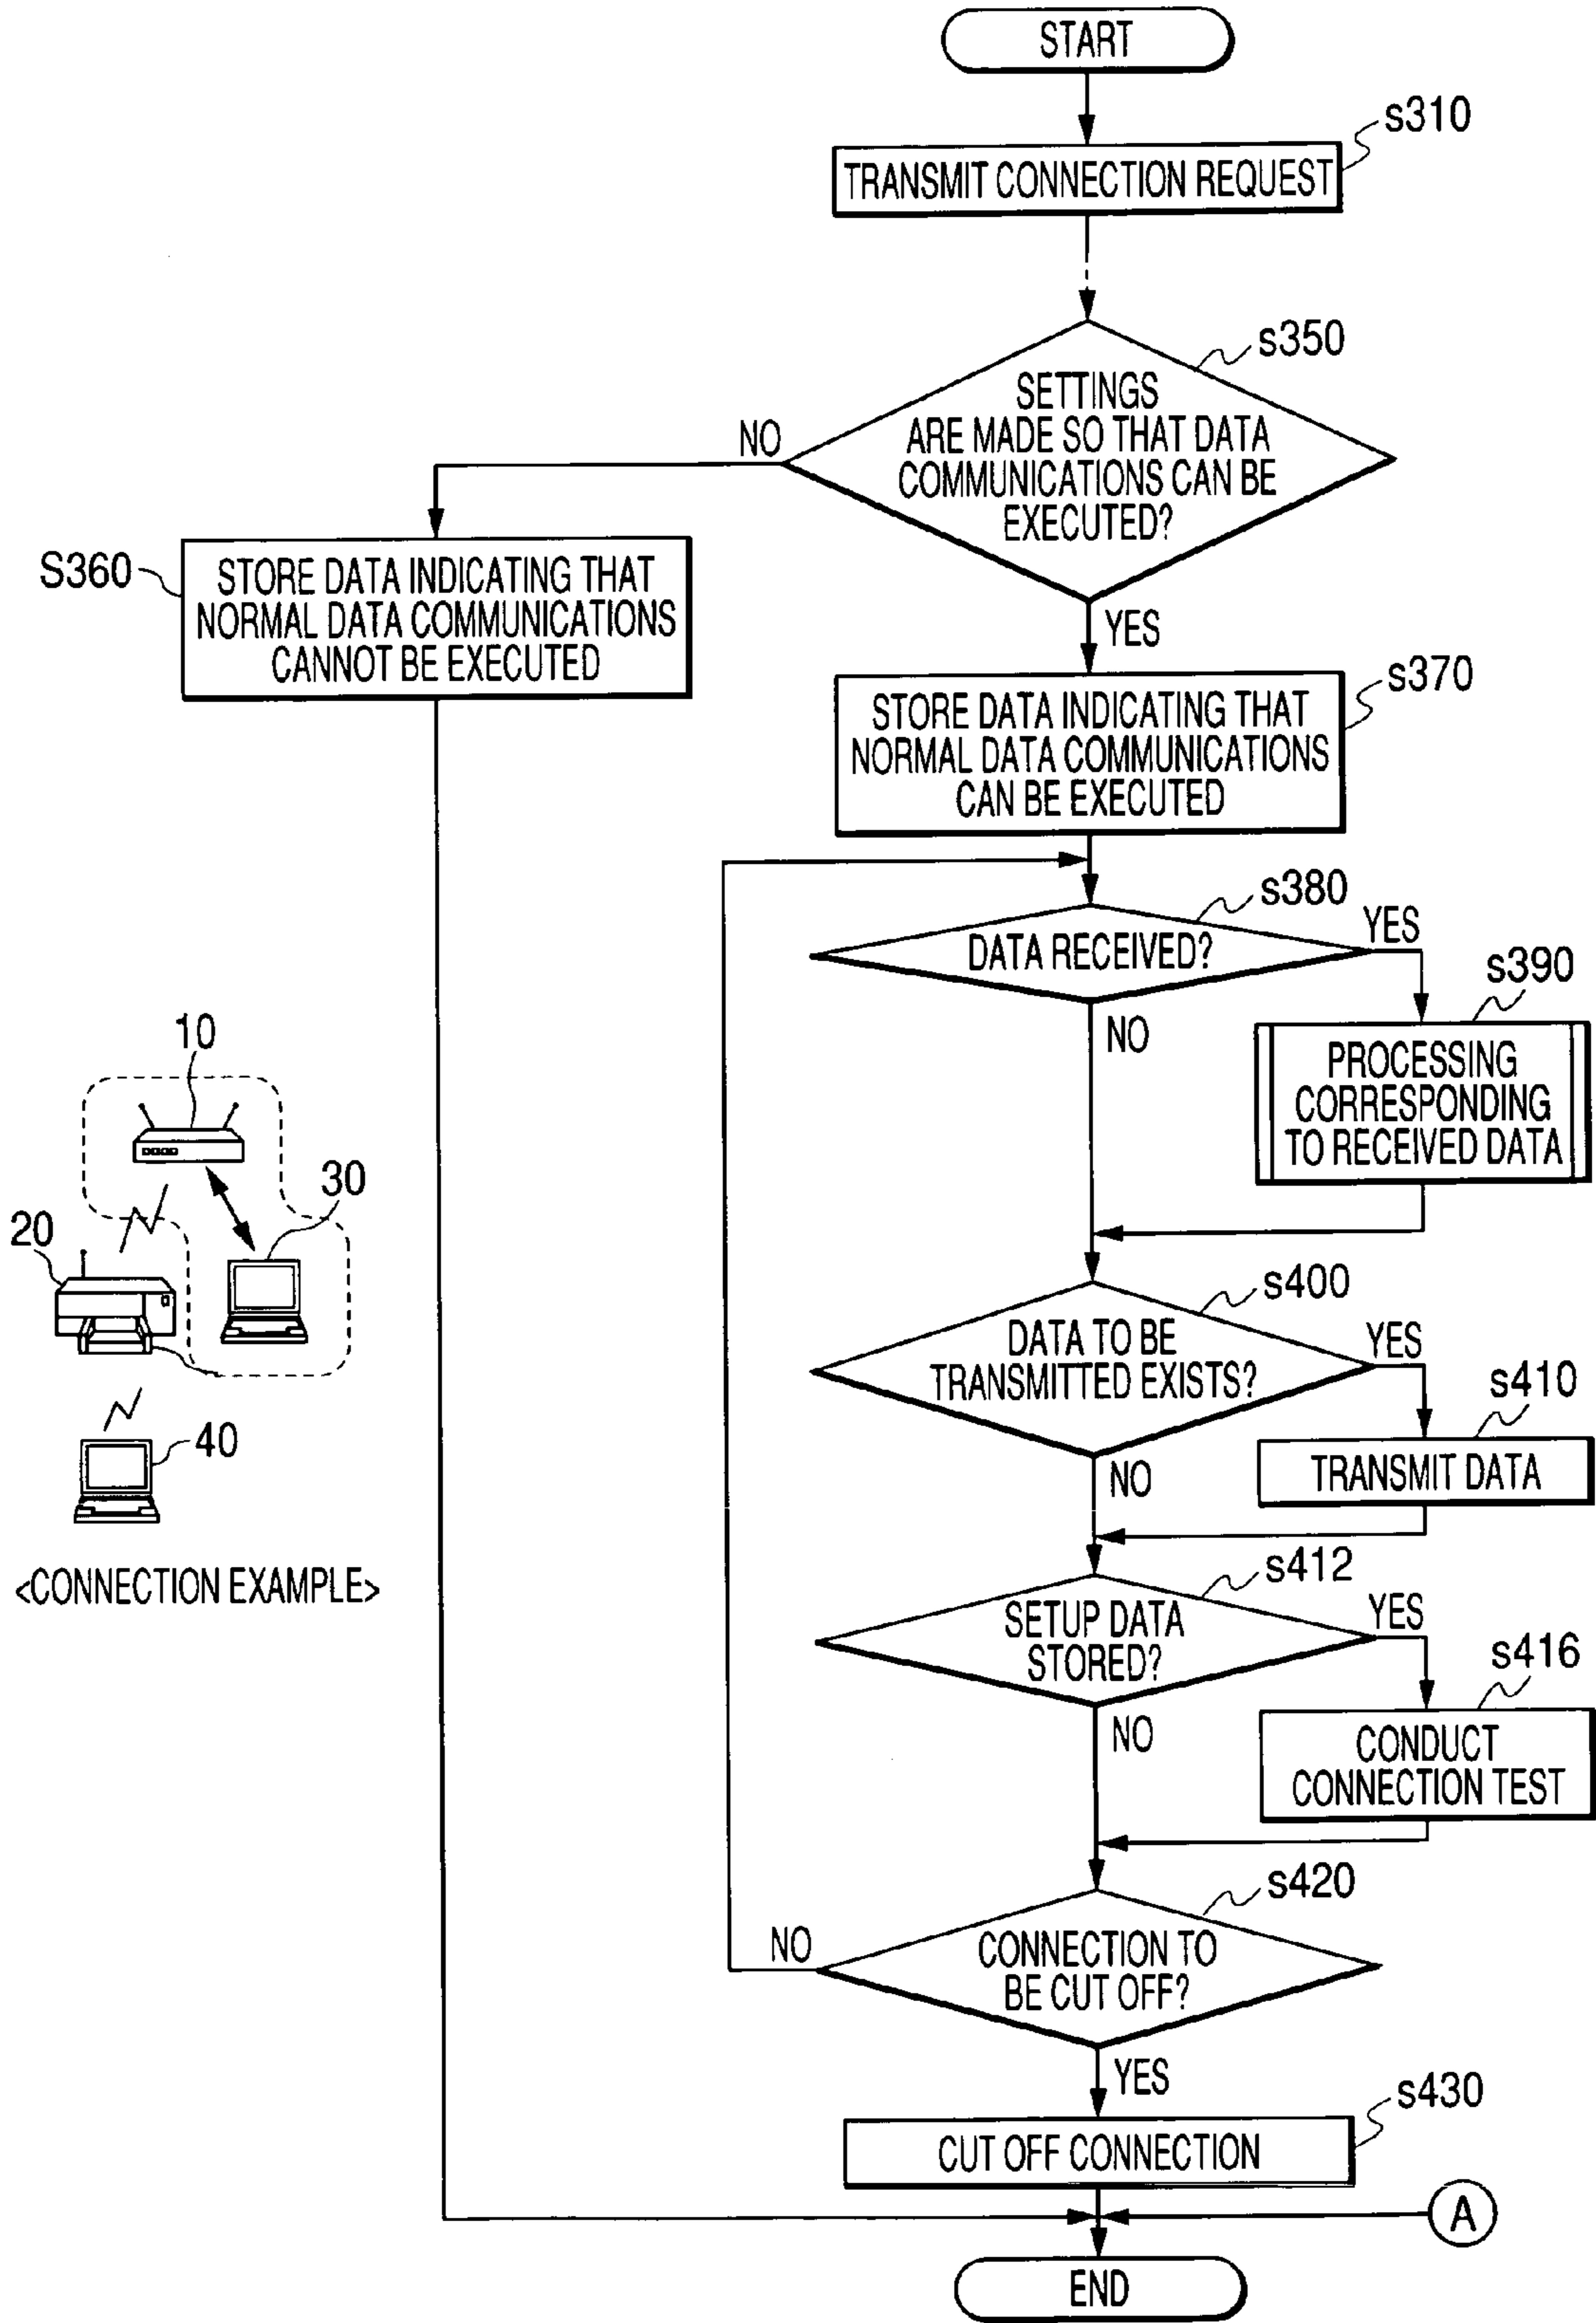 START
s310
TRANSMIT CONNECTION REQUEST
s350
SETTINGS
ARE MADE SO THAT DATA
COMMUNICATIONS CAN BE
EXECUTED?
NO
YES
S360
STORE DATA INDICATING THAT
NORMAL DATA COMMUNICATIONS
CANNOT BE EXECUTED
s370
STORE DATA INDICATING THAT
NORMAL DATA COMMUNICATIONS
CAN BE EXECUTED
s380
DATA RECEIVED?
YES
NO
s390
PROCESSING
CORRESPONDING
TO RECEIVED DATA
10
30
20
40
<CONNECTION EXAMPLE>
s400
DATA TO BE
TRANSMITTED EXISTS?
YES
NO
s410
TRANSMIT DATA
s412
SETUP DATA
STORED?
YES
NO
s416
CONDUCT
CONNECTION TEST
s420
CONNECTION TO
BE CUT OFF?
NO
YES
s430
CUT OFF CONNECTION
A
END